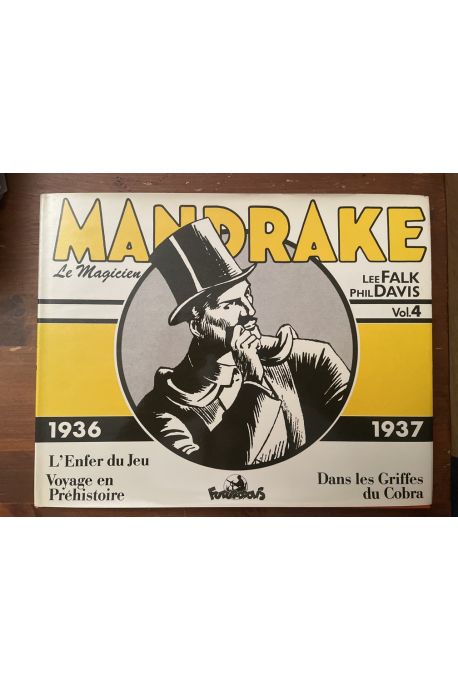 MANDRAKE
Le Magicien
LEE FALK
PHIL DAVIS
Vol.4
1936
1937
L'Enfer du Jeu
Voyage en
Préhistoire
FUTUROPOLIS
Dans les Griffes
du Cobra